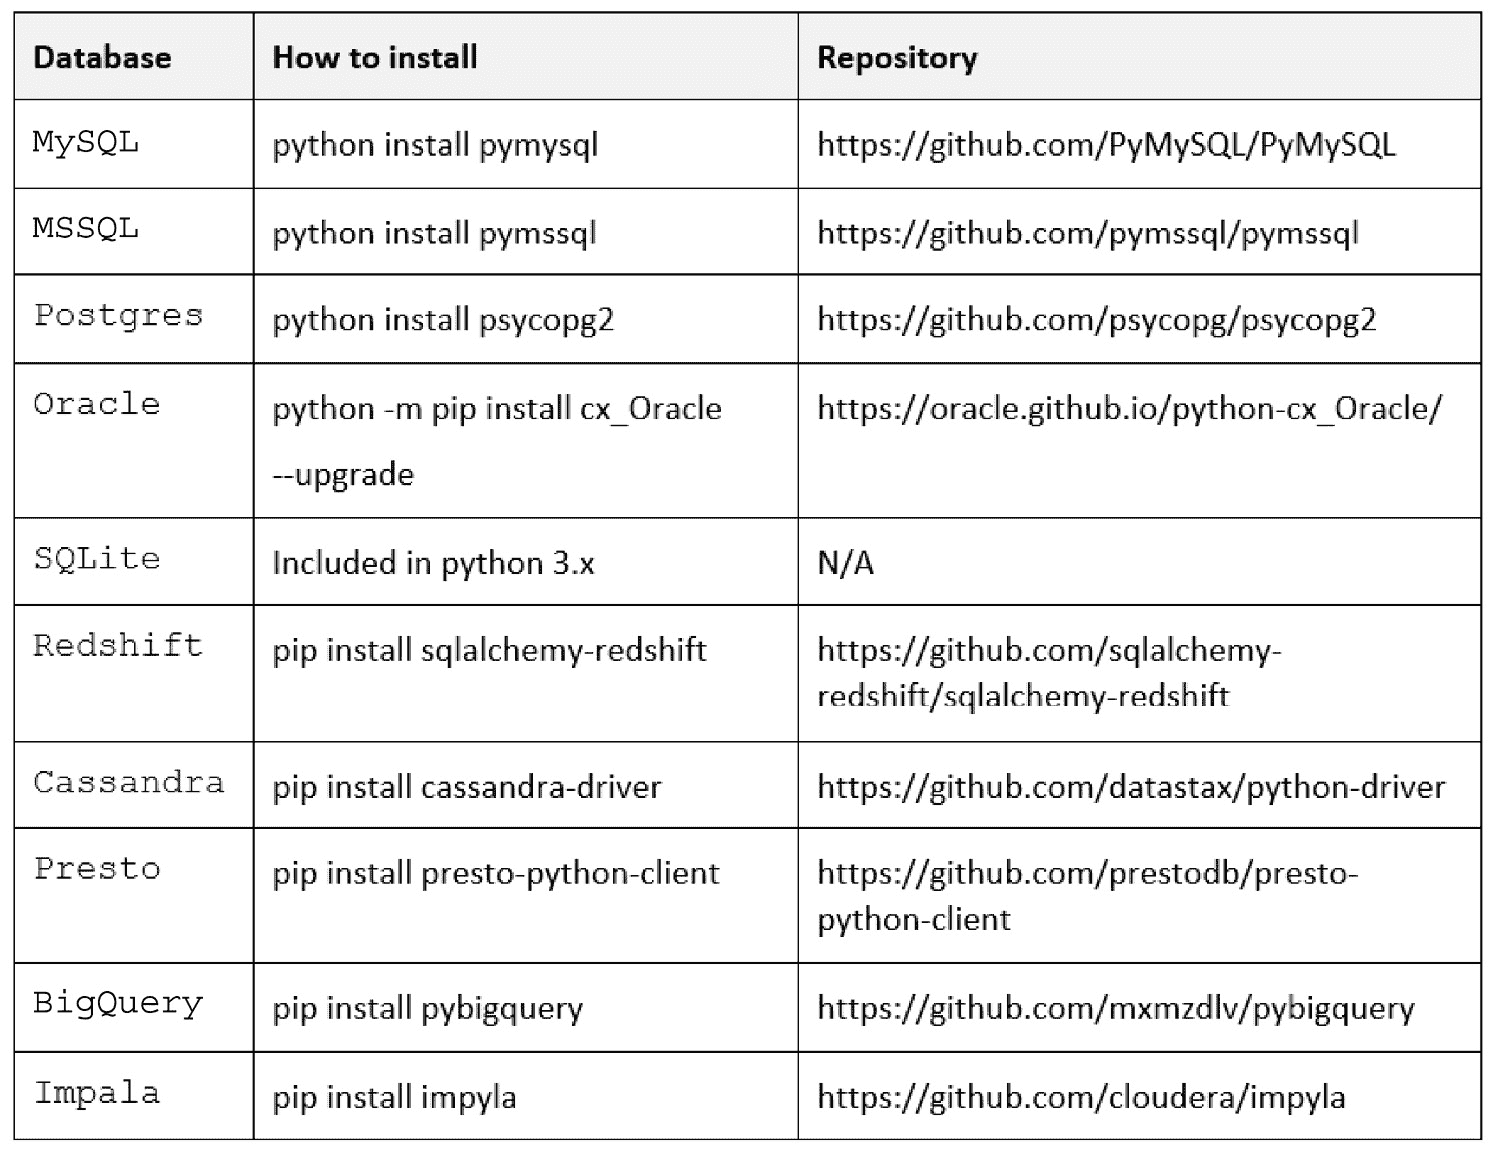 Database How to install Repository
MySQL python install pymysql https://github.com/PyMySQL/PyMySQL
MSSQL python install pymssql https://github.com/pymssql/pymssql
Postgres python install psycopg2 https://github.com/psycopg/psycopg2
Oracle python -m pip install cx_Oracle https://oracle.github.io/python-cx_Oracle/
--upgrade
SQLite Included in python 3.x N/A
Redshift pip install sqlalchemy-redshift https://github.com/sqlalchemy-
redshift/sqlalchemy-redshift
Cassandra pip install cassandra-driver https://github.com/datastax/python-driver
Presto pip install presto-python-client https://github.com/prestodb/presto-
python-client
BigQuery pip install pybigquery https://github.com/mxmzdlv/pybigquery
Impala pip install impyla https://github.com/cloudera/impyla